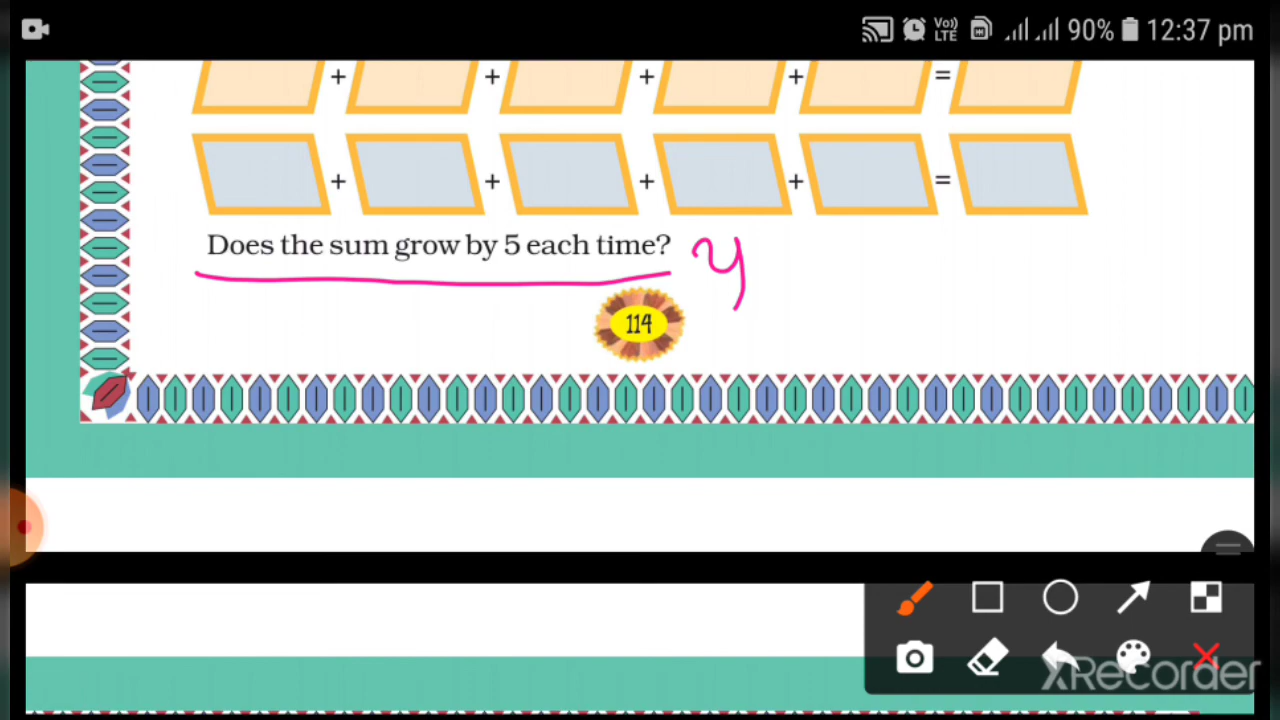 Vo)) LTE 90% 12:37 pm
+ + + + =
+ + + + =
Does the sum grow by 5 each time? y
114
XRecorder